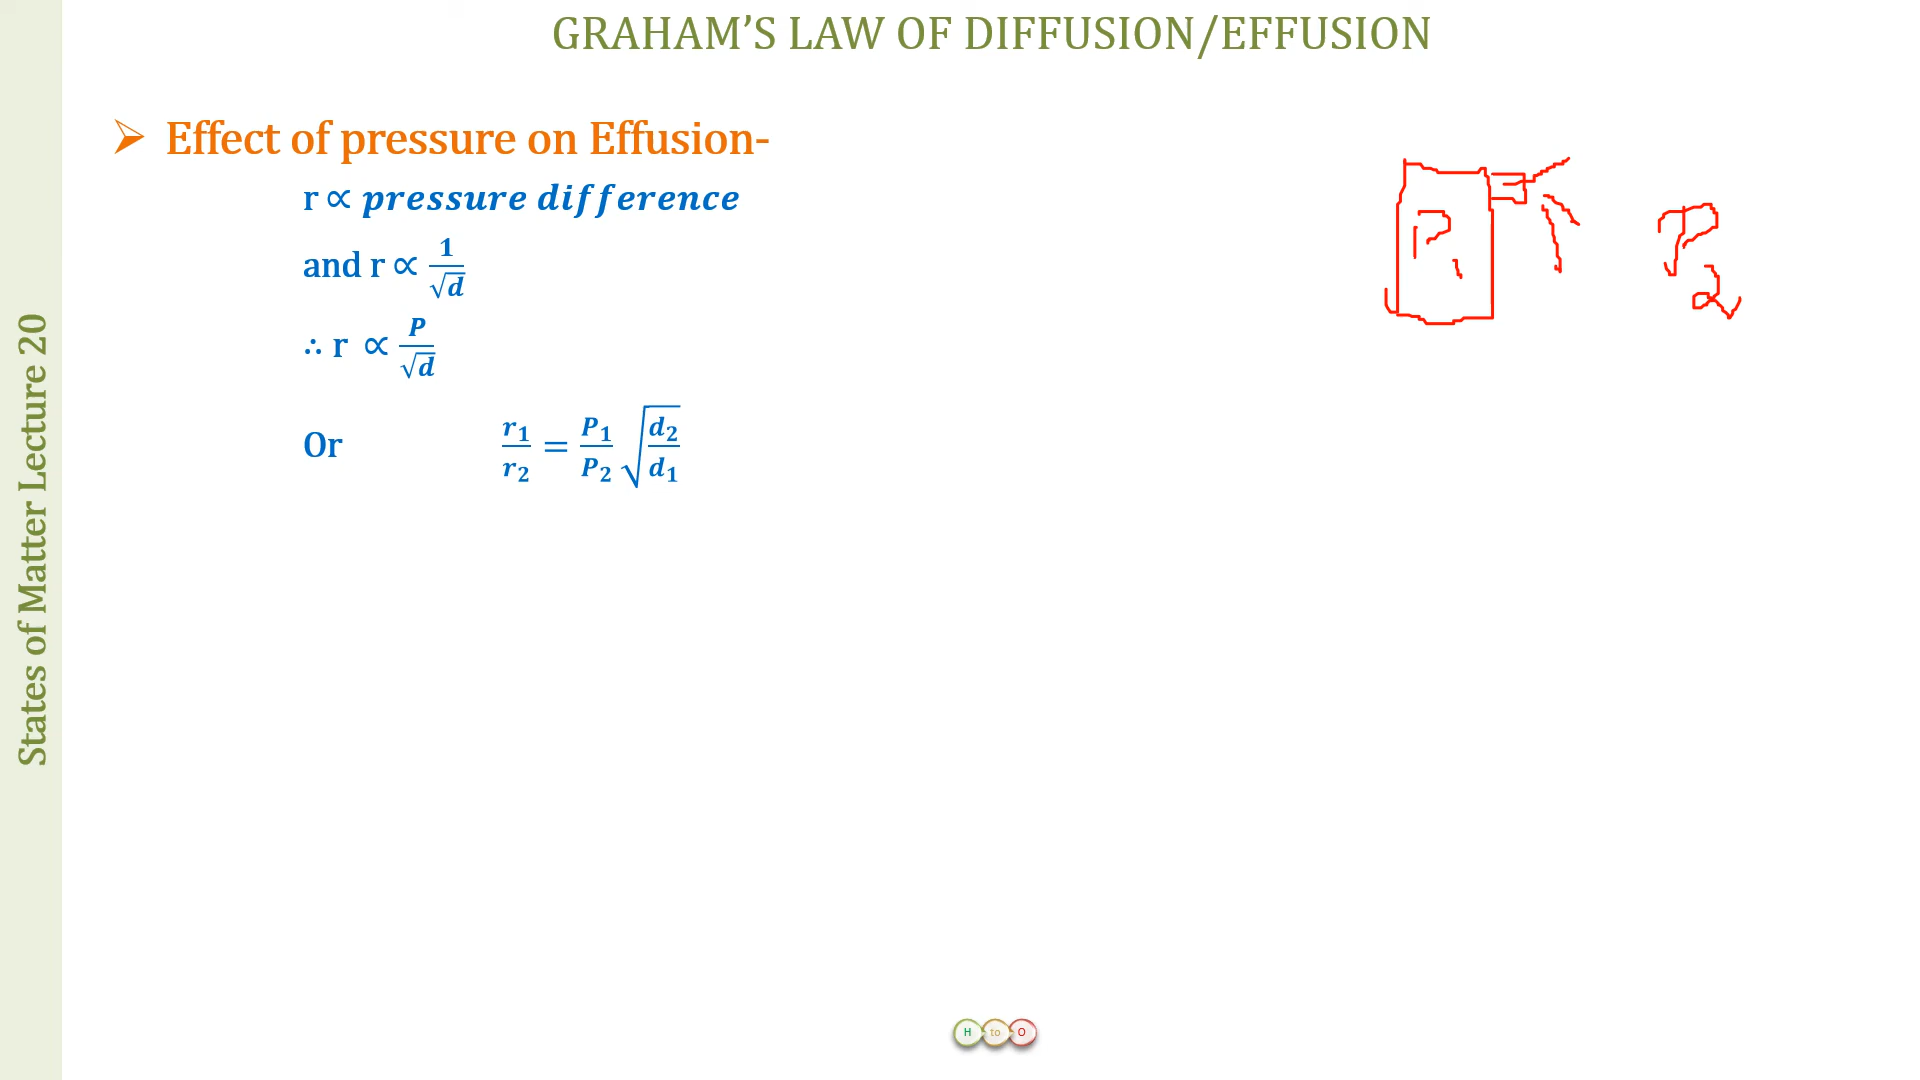 GRAHAM’S LAW OF DIFFUSION/EFFUSION
➢ Effect of pressure on Effusion-
r ∝ pressure difference
and r ∝ 1/√d
∴ r ∝ P/√d
Or r₁/r₂ = P₁/P₂ √(d₂/d₁)
P₁
P₂
States of Matter Lecture 20
H to O